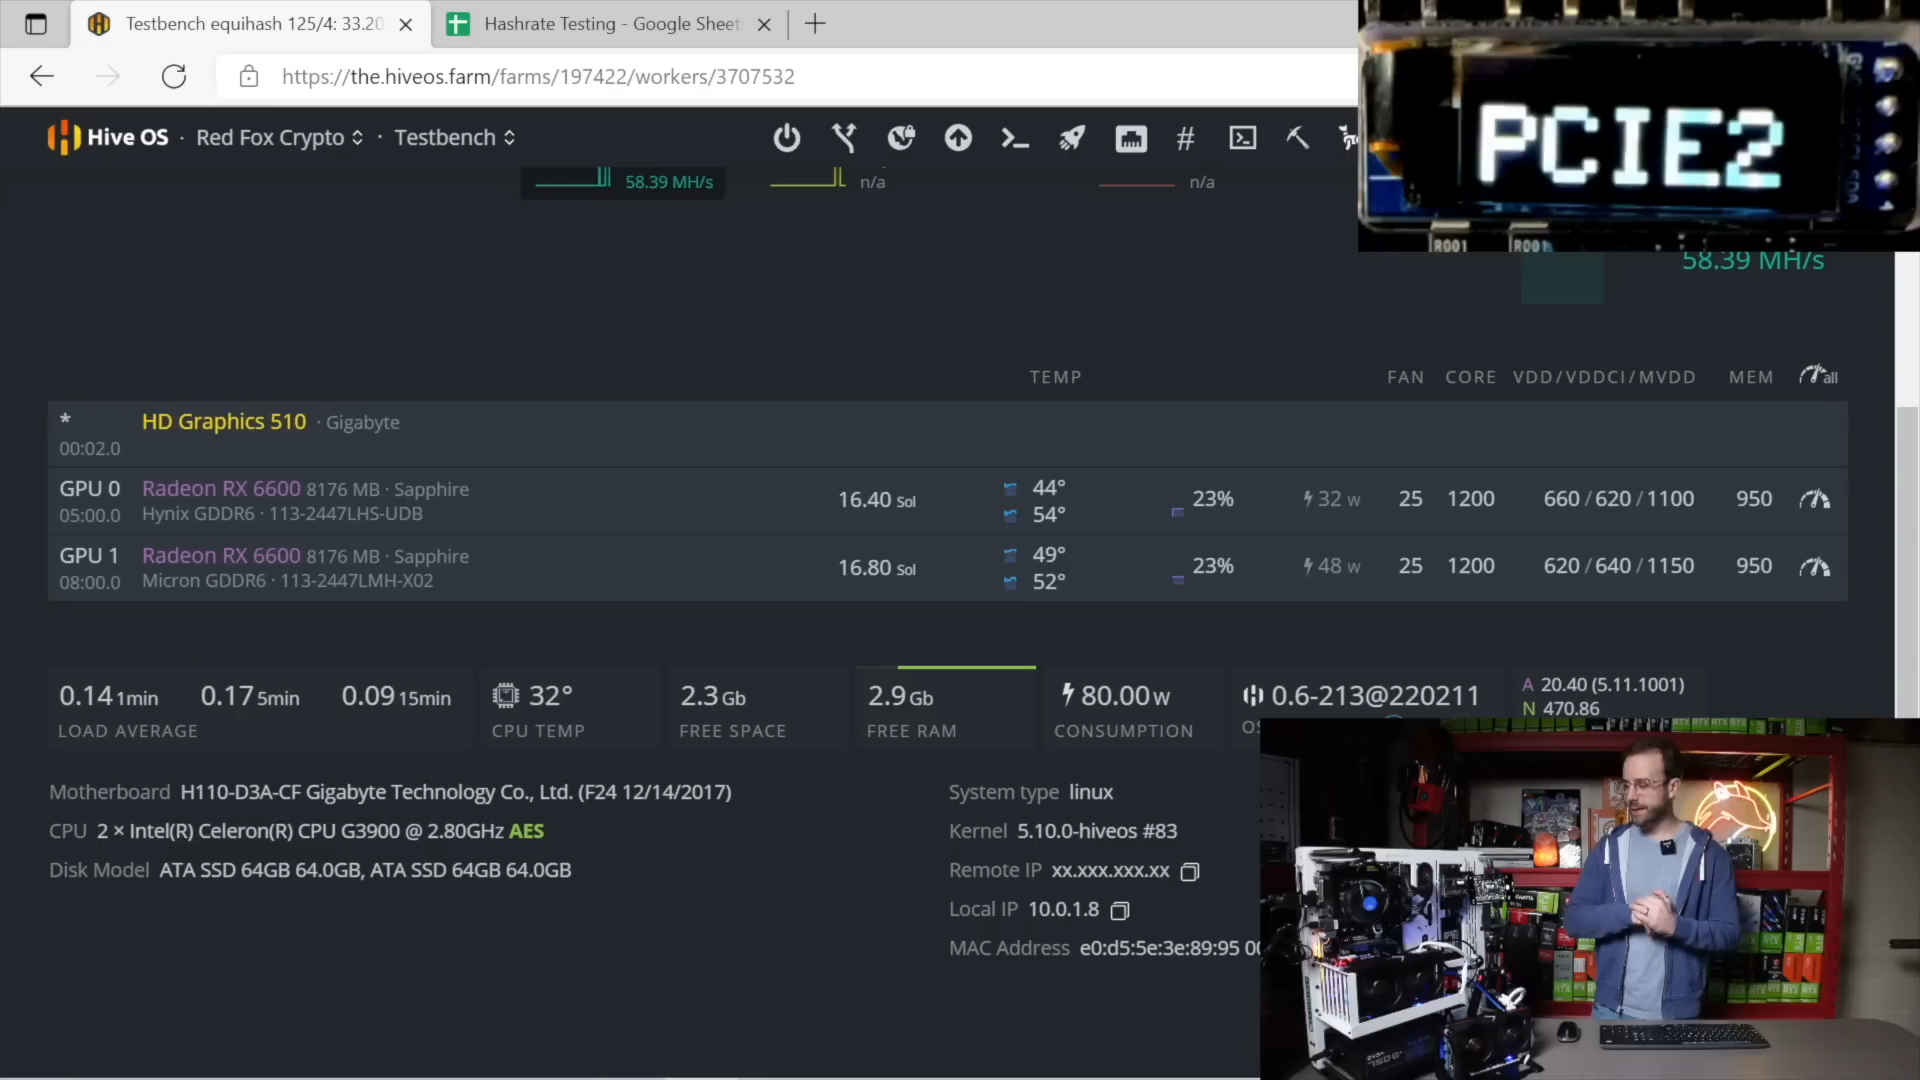 Testbench equihash 125/4: 33.20
Hashrate Testing - Google Sheet
https://the.hiveos.farm/farms/197422/workers/3707532
Hive OS · Red Fox Crypto · Testbench
PCIE2
R001 R001
58.39 MH/s n/a n/a
58.39 MH/s
TEMP FAN CORE VDD/VDDCI/MVDD MEM all
* HD Graphics 510 · Gigabyte
00:02.0
GPU 0 Radeon RX 6600 8176 MB · Sapphire 16.40 Sol 44° 23% 32 w 25 1200 660 / 620 / 1100 950
05:00.0 Hynix GDDR6 · 113-2447LHS-UDB 54°
GPU 1 Radeon RX 6600 8176 MB · Sapphire 16.80 Sol 49° 23% 48 w 25 1200 620 / 640 / 1150 950
08:00.0 Micron GDDR6 · 113-2447LMH-X02 52°
0.14 1min 0.17 5min 0.09 15min 32° 2.3 Gb 2.9 Gb 80.00 w 0.6-213@220211 A 20.40 (5.11.1001)
N 470.86
LOAD AVERAGE CPU TEMP FREE SPACE FREE RAM CONSUMPTION
Motherboard H110-D3A-CF Gigabyte Technology Co., Ltd. (F24 12/14/2017)
CPU 2 × Intel(R) Celeron(R) CPU G3900 @ 2.80GHz AES
Disk Model ATA SSD 64GB 64.0GB, ATA SSD 64GB 64.0GB
System type linux
Kernel 5.10.0-hiveos #83
Remote IP xx.xxx.xxx.xx
Local IP 10.0.1.8
MAC Address e0:d5:5e:3e:89:95